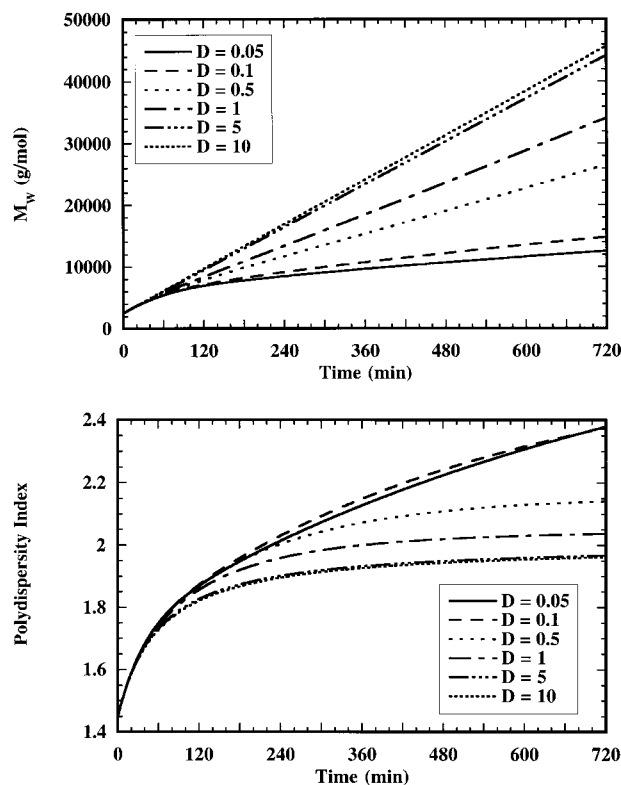 50000
40000
30000
20000
10000
0
M_w (g/mol)
D = 0.05
D = 0.1
D = 0.5
D = 1
D = 5
D = 10
0 120 240 360 480 600 720
Time (min)
2.4
2.2
2
1.8
1.6
1.4
Polydispersity Index
D = 0.05
D = 0.1
D = 0.5
D = 1
D = 5
D = 10
0 120 240 360 480 600 720
Time (min)